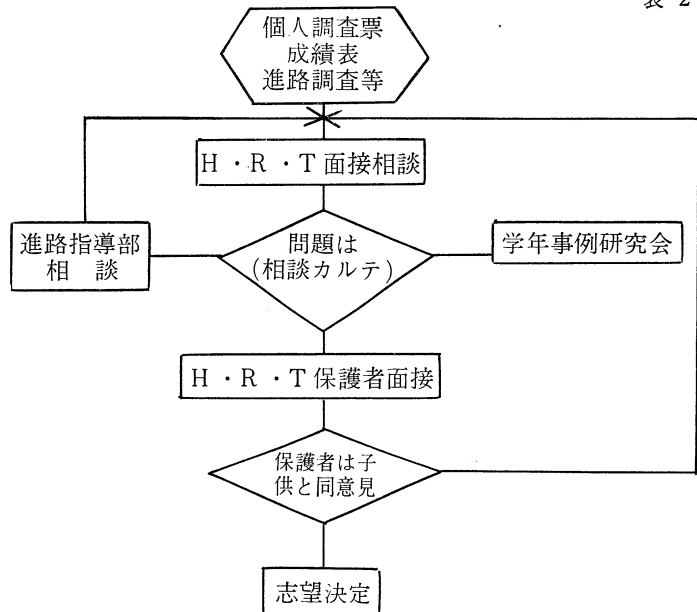 表 2
個人調査票
成績表
進路調査等
H・R・T面接相談
進路指導部
相 談
問題は
(相談カルテ)
学年事例研究会
H・R・T保護者面接
保護者は子
供と同意見
志望決定